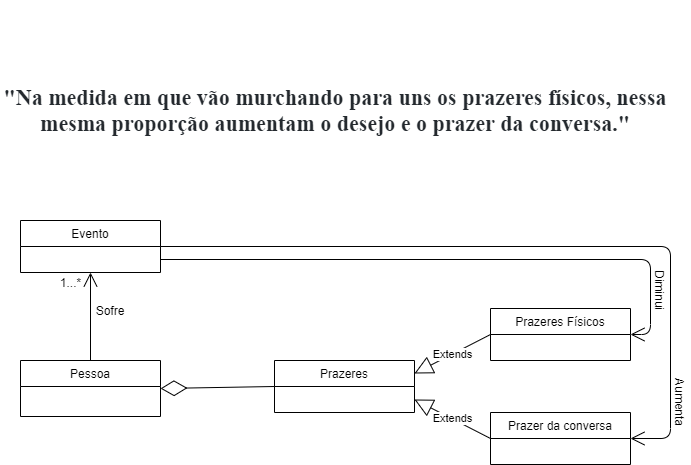 "Na medida em que vão murchando para uns os prazeres físicos, nessa
mesma proporção aumentam o desejo e o prazer da conversa."
Evento
1...*
Sofre
Diminui
Prazeres Físicos
Extends
Pessoa
Prazeres
Aumenta
Extends
Prazer da conversa